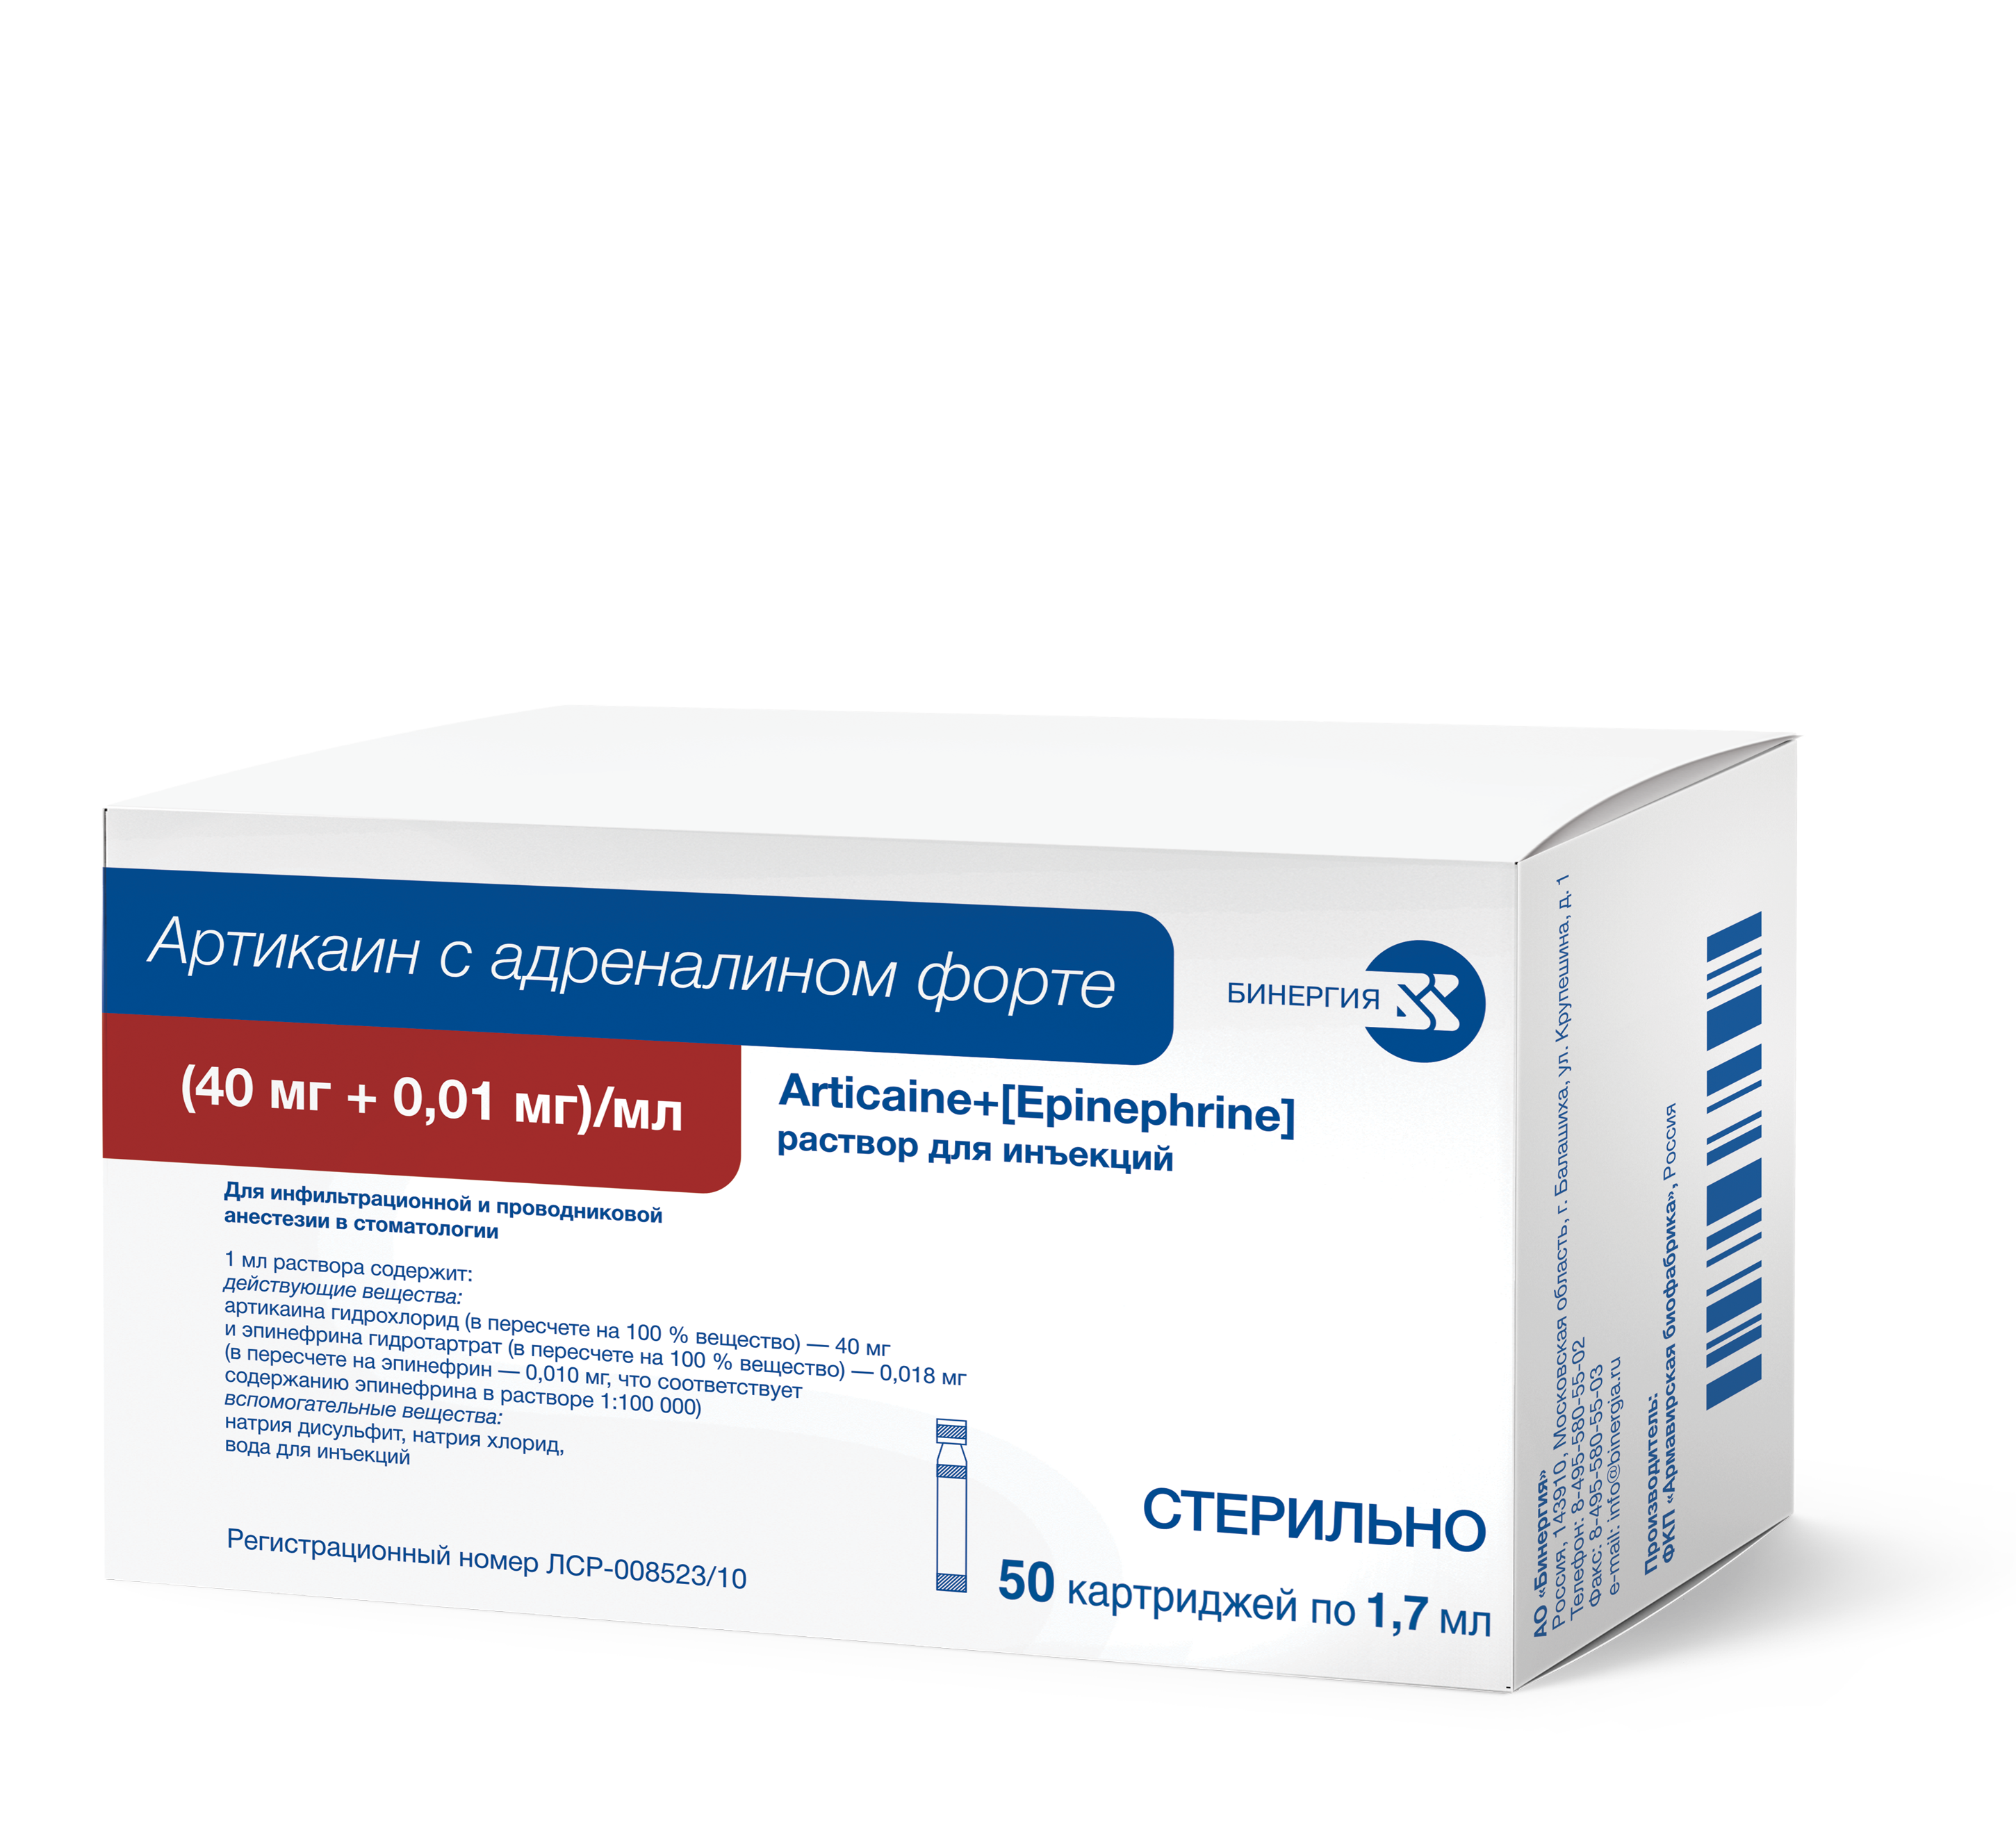 Артикаин с адреналином форте
БИНЕРГИЯ
(40 мг + 0,01 мг)/мл
Articaine+[Epinephrine]
раствор для инъекций
Для инфильтрационной и проводниковой
анестезии в стоматологии
1 мл раствора содержит:
действующие вещества:
артикаина гидрохлорид (в пересчете на 100 % вещество) — 40 мг
и эпинефрина гидротартрат (в пересчете на 100 % вещество) — 0,018 мг
(в пересчете на эпинефрин — 0,010 мг, что соответствует
содержанию эпинефрина в растворе 1:100 000)
вспомогательные вещества:
натрия дисульфит, натрия хлорид,
вода для инъекций
Регистрационный номер ЛСР-008523/10
СТЕРИЛЬНО
50 картриджей по 1,7 мл
АО «Бинергия»
Россия, 143910, Московская область, г. Балашиха, ул. Крупешина, д. 1
Телефон: 8-495-580-55-02
факс: 8-495-580-55-03
e-mail: info@binergia.ru
Производитель:
ФКП «Армавирская биофабрика», Россия